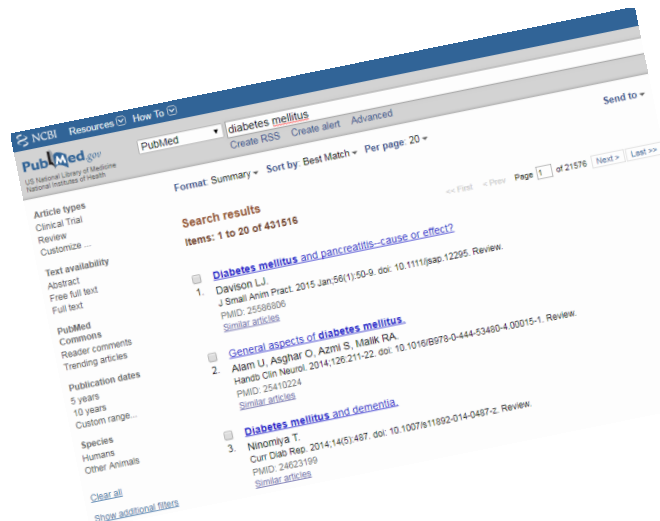 NCBI Resources How To
PubMed.gov
US National Library of Medicine
National Institutes of Health
PubMed
diabetes mellitus
Create RSS Create alert Advanced
Format: Summary Sort by: Best Match Per page: 20
Send to
Article types
Clinical Trial
Review
Customize ...
Text availability
Abstract
Free full text
Full text
PubMed
Commons
Reader comments
Trending articles
Publication dates
5 years
10 years
Custom range...
Species
Humans
Other Animals
Clear all
Show additional filters
Search results
Items: 1 to 20 of 431516
<< First < Prev Page 1 of 21576 Next > Last >>
Diabetes mellitus and pancreatitis--cause or effect?
1. Davison LJ.
J Small Anim Pract. 2015 Jan;56(1):50-9. doi: 10.1111/jsap.12295. Review.
PMID: 25586806
Similar articles
General aspects of diabetes mellitus.
2. Alam U, Asghar O, Azmi S, Malik RA.
Handb Clin Neurol. 2014;126:211-22. doi: 10.1016/B978-0-444-53480-4.00015-1. Review.
PMID: 25410224
Similar articles
Diabetes mellitus and dementia.
3. Ninomiya T.
Curr Diab Rep. 2014;14(5):487. doi: 10.1007/s11892-014-0487-z. Review.
PMID: 24623199
Similar articles